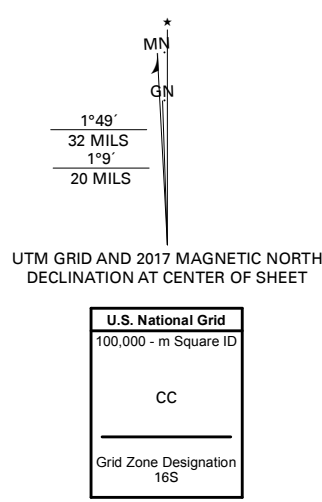 MN
GN
1°49´
32 MILS
1°9´
20 MILS
UTM GRID AND 2017 MAGNETIC NORTH
DECLINATION AT CENTER OF SHEET
U.S. National Grid
100,000 - m Square ID
CC
Grid Zone Designation
16S